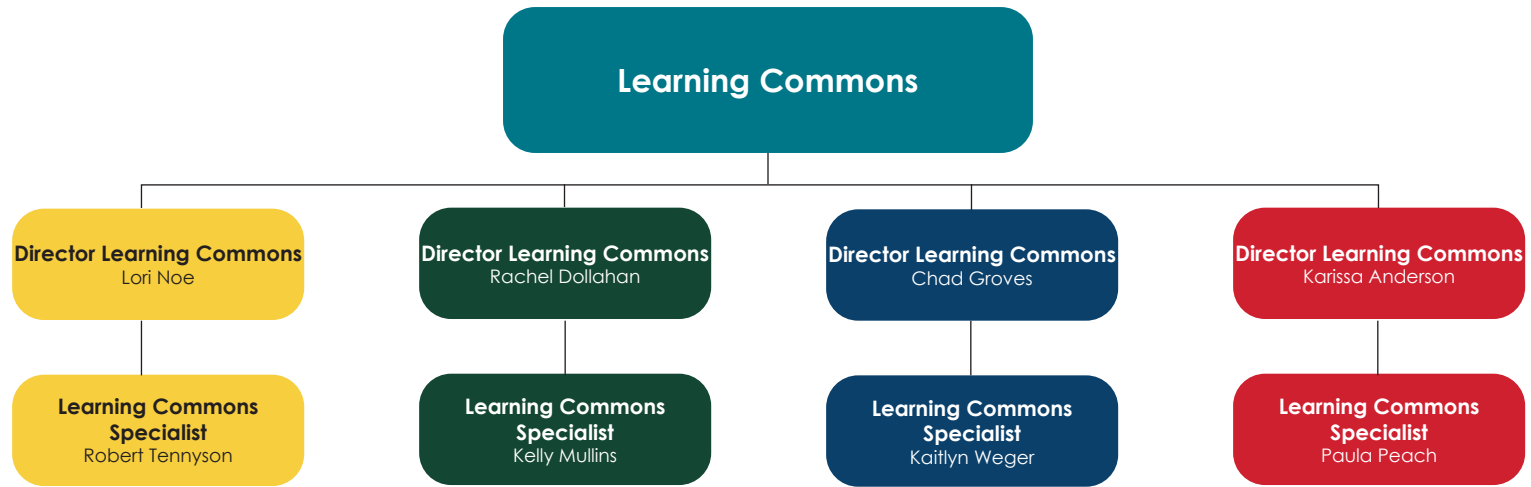 Learning Commons
Director Learning Commons
Lori Noe
Director Learning Commons
Rachel Dollahan
Director Learning Commons
Chad Groves
Director Learning Commons
Karissa Anderson
Learning Commons
Specialist
Robert Tennyson
Learning Commons
Specialist
Kelly Mullins
Learning Commons
Specialist
Kaitlyn Weger
Learning Commons
Specialist
Paula Peach